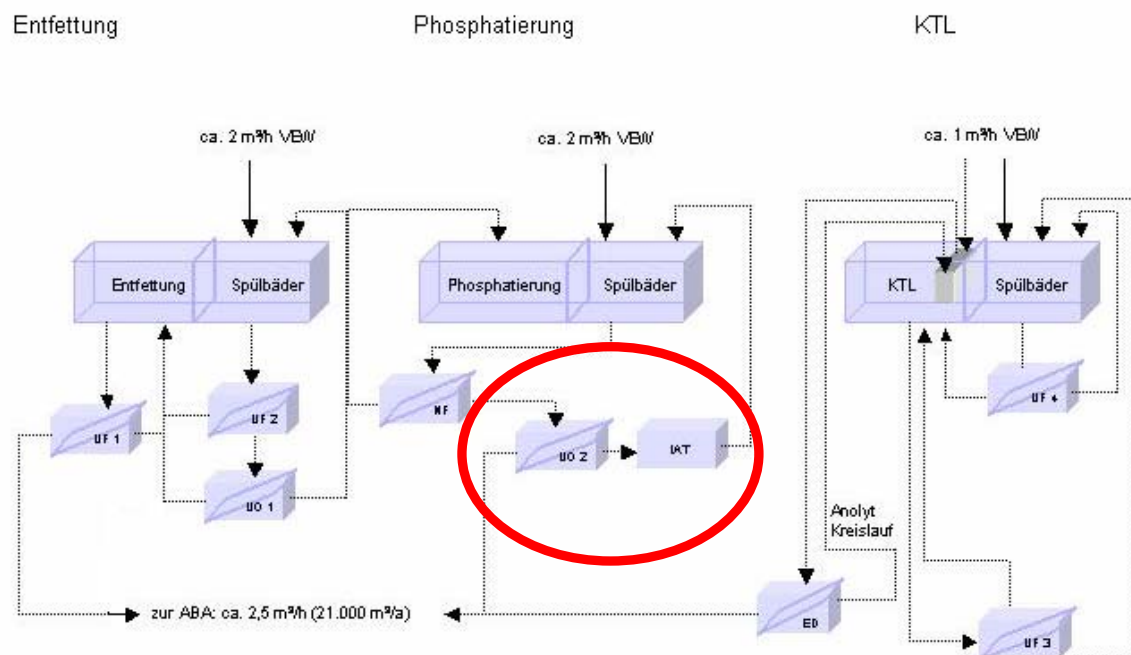 Entfettung
Phosphatierung
KTL
ca. 2 m³/h VBW
ca. 2 m³/h VBW
ca. 1 m³/h VBW
Entfettung
Spülbäder
Phosphatierung
Spülbäder
KTL
Spülbäder
UF 1
UF 2
UO 1
NF
UO 2
IAT
UF 4
Anolyt
Kreislauf
zur ABA: ca. 2,5 m³/h (21.000 m³/a)
ED
UF 3